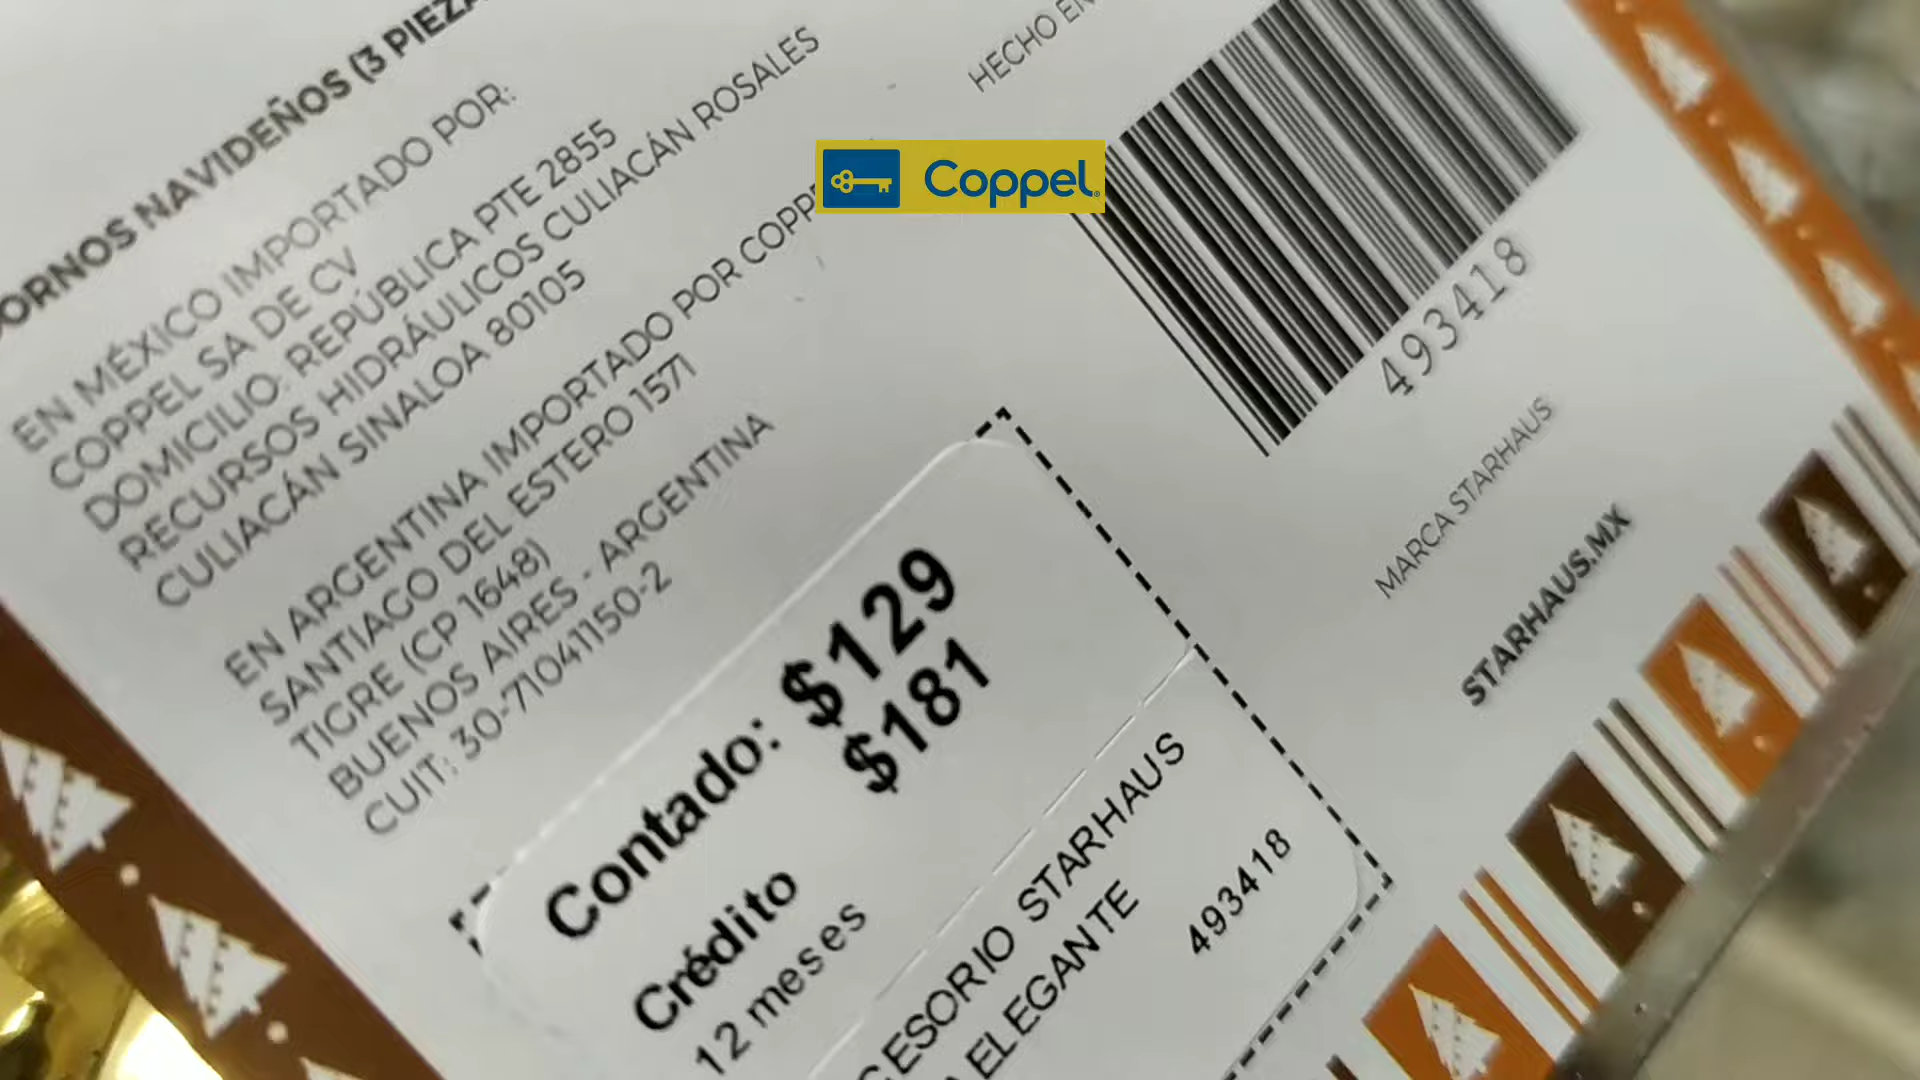 ORNOS NAVIDEÑOS (3 PIEZA
EN MÉXICO IMPORTADO POR:
COPPEL SA DE CV
DOMICILIO: REPÚBLICA PTE 2855
RECURSOS HIDRÁULICOS CULIACÁN ROSALES
CULIACÁN SINALOA 80105
EN ARGENTINA IMPORTADO POR COPPE
SANTIAGO DEL ESTERO 1571
TIGRE (CP 1648)
BUENOS AIRES - ARGENTINA
CUIT: 30-71041150-2
HECHO EN
Coppel
493418
MARCA STARHAUS
STARHAUS.MX
Contado: $129
$181
Crédito
12 meses
CESORIO STARHAUS
ELEGANTE
493418